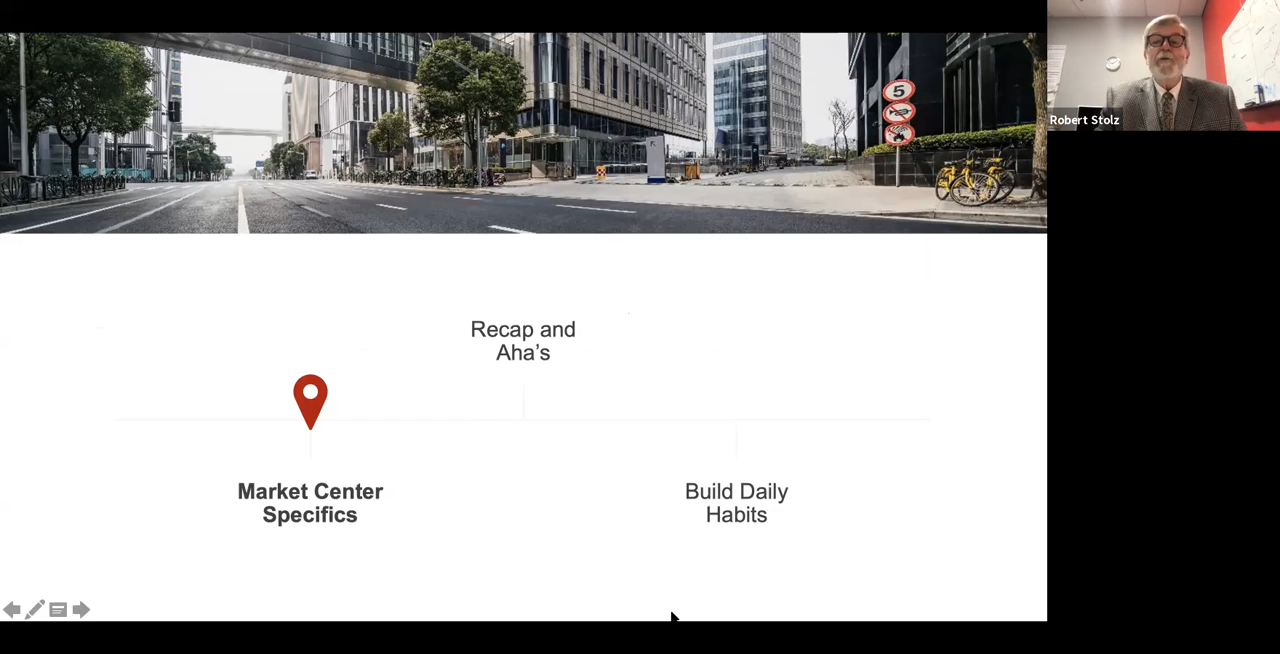 5
Robert Stolz
Recap and
Aha's
Market Center
Specifics
Build Daily
Habits